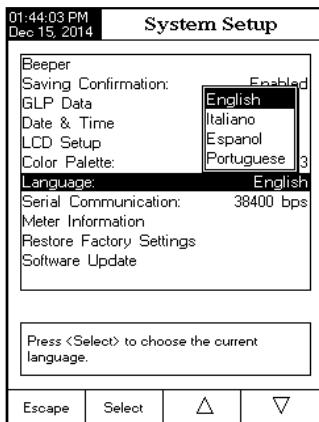 01:44:03 PM
Dec 15, 2014
System Setup
Beeper
Saving Confirmation: Enabled
GLP Data
Date & Time
LCD Setup
Color Palette: 3
Language: English
Serial Communication: 38400 bps
Meter Information
Restore Factory Settings
Software Update
English
Italiano
Espanol
Portuguese
Press <Select> to choose the current
language.
Escape Select